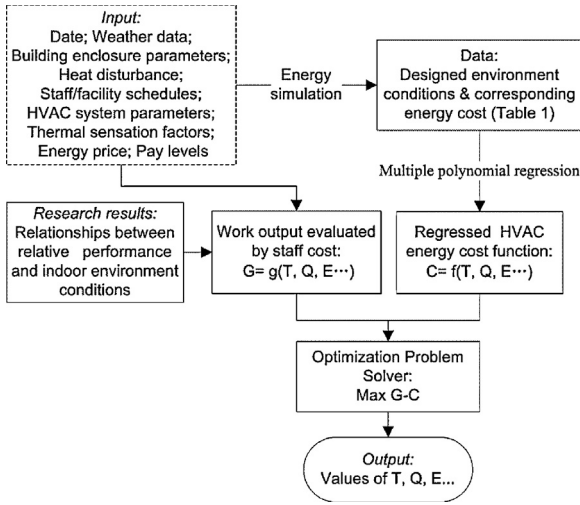 Input:
Date; Weather data;
Building enclosure parameters;
Heat disturbance;
Staff/facility schedules;
HVAC system parameters;
Thermal sensation factors;
Energy price; Pay levels
Energy
simulation
Data:
Designed environment
conditions & corresponding
energy cost (Table 1)
Multiple polynomial regression
Research results:
Relationships between
relative performance
and indoor environment
conditions
Work output evaluated
by staff cost:
G= g(T, Q, E···)
Regressed HVAC
energy cost function:
C= f(T, Q, E···)
Optimization Problem
Solver:
Max G-C
Output:
Values of T, Q, E...